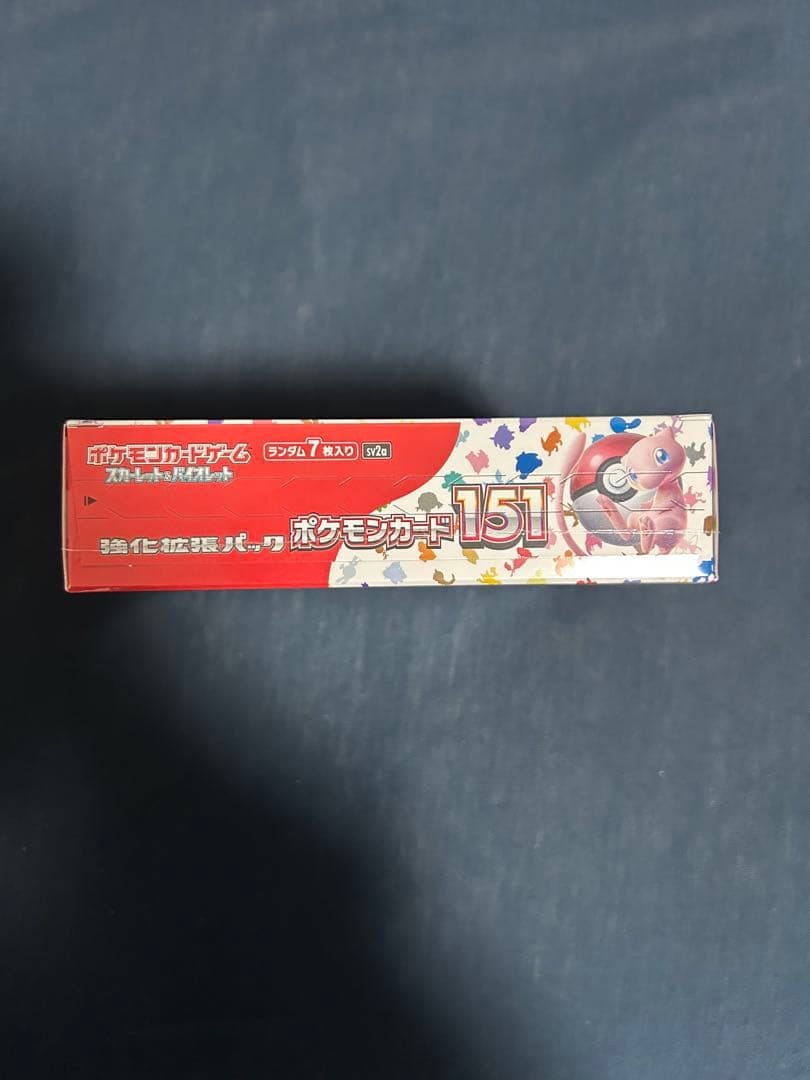 ポケモンカードゲーム ランダム7枚入り sv2a
スカーレット&バイオレット
強化拡張パック ポケモンカード151